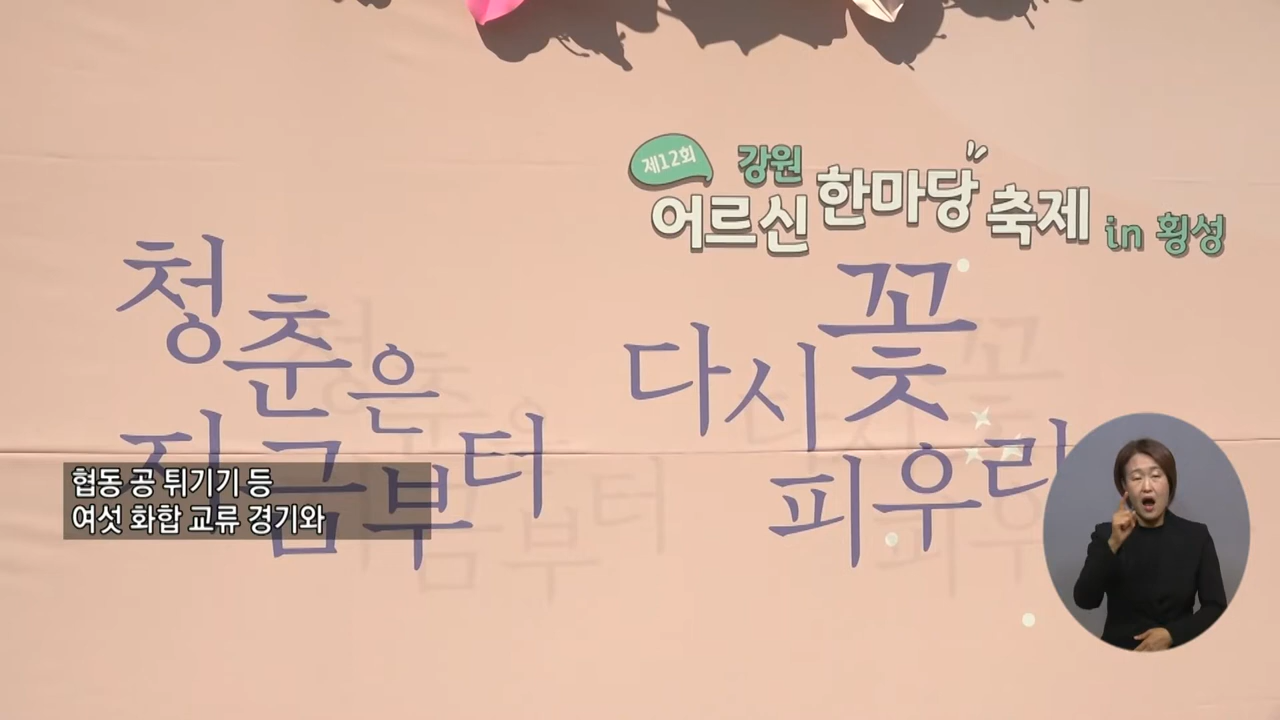 제12회 강원
어르신 한마당 축제 in 횡성
청춘은
지금부터
다시 꽃
피우리
협동 공 튀기기 등
여섯 화합 교류 경기와